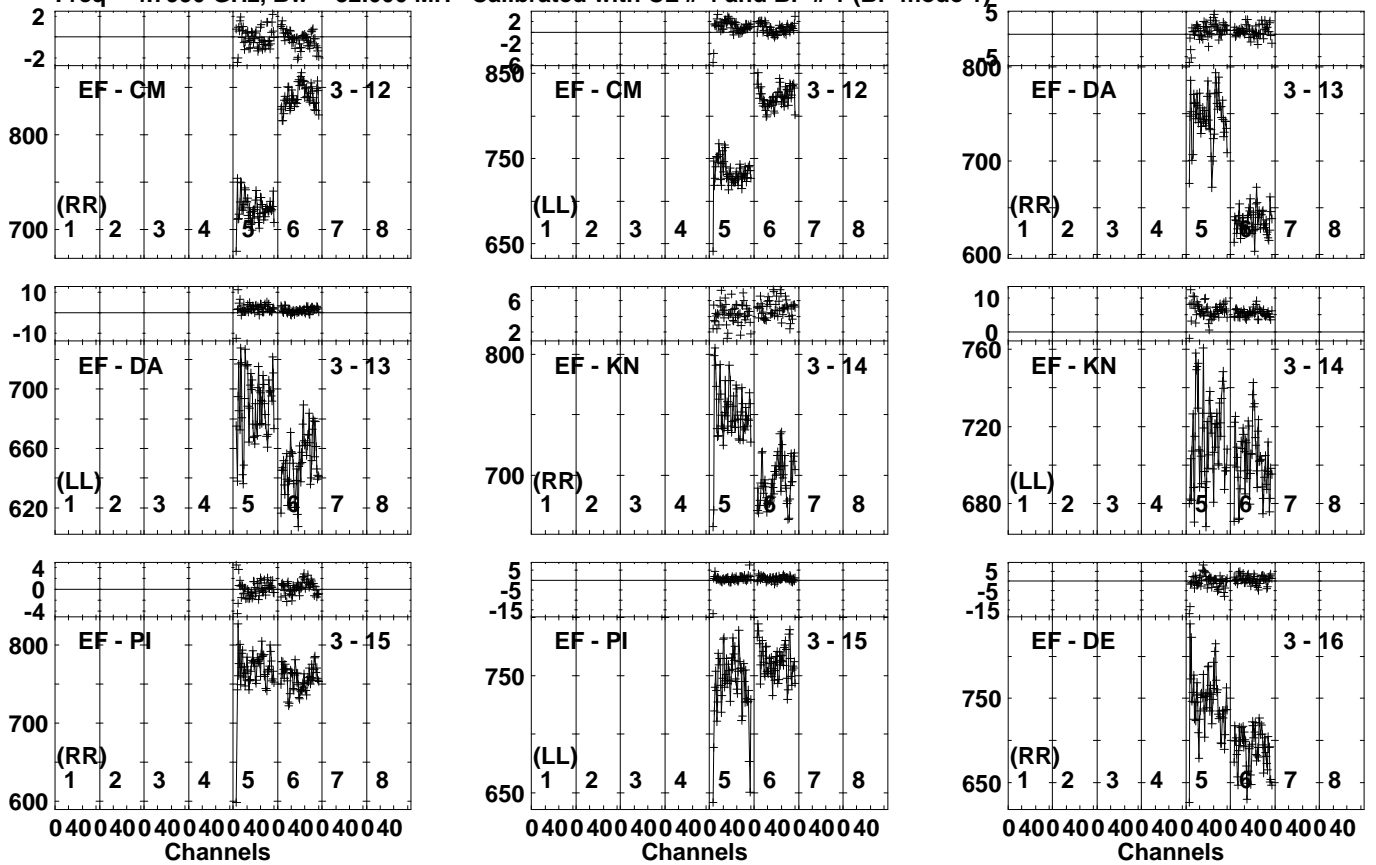 2
-2
EF - CM 3 - 12
800
700
(RR)
1 2 3 4 5 6 7 8
2
-2
6
850
EF - CM 3 - 12
750
650
(LL)
1 2 3 4 5 6 7 8
5
-5
800
EF - DA 3 - 13
700
600
(RR)
1 2 3 4 5 6 7 8
10
-10
EF - DA 3 - 13
700
660
620
(LL)
1 2 3 4 5 6 7 8
6
2
800
EF - KN 3 - 14
700
(RR)
1 2 3 4 5 6 7 8
10
0
760
EF - KN 3 - 14
720
680
(LL)
1 2 3 4 5 6 7 8
4
0
-4
800
EF - PI 3 - 15
700
600
(RR)
1 2 3 4 5 6 7 8
0 40 0 40 0 40 0 40 0 40 0 40 0 40 0 40
Channels
5
-5
-15
EF - PI 3 - 15
750
650
(LL)
1 2 3 4 5 6 7 8
0 40 0 40 0 40 0 40 0 40 0 40 0 40 0 40
Channels
5
-5
-15
EF - DE 3 - 16
750
650
(RR)
1 2 3 4 5 6 7 8
0 40 0 40 0 40 0 40 0 40 0 40 0 40 0 40
Channels